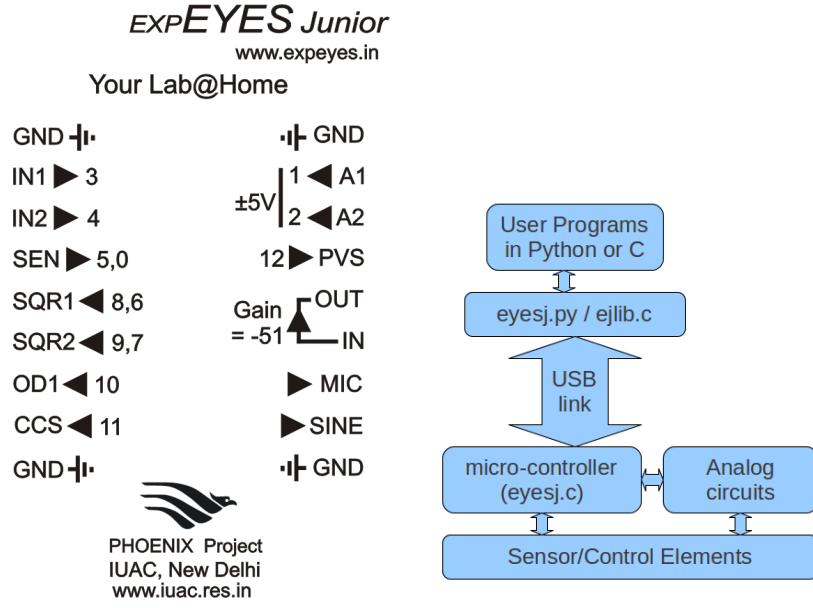 EXPEYES Junior
www.expeyes.in
Your Lab@Home
GND
IN1 3
IN2 4
SEN 5,0
SQR1 8,6
SQR2 9,7
OD1 10
CCS 11
GND
GND
±5V
1 A1
2 A2
12 PVS
Gain
= -51
OUT
IN
MIC
SINE
GND
PHOENIX Project
IUAC, New Delhi
www.iuac.res.in
User Programs
in Python or C
eyesj.py / ejlib.c
USB
link
micro-controller
(eyesj.c)
Analog
circuits
Sensor/Control Elements